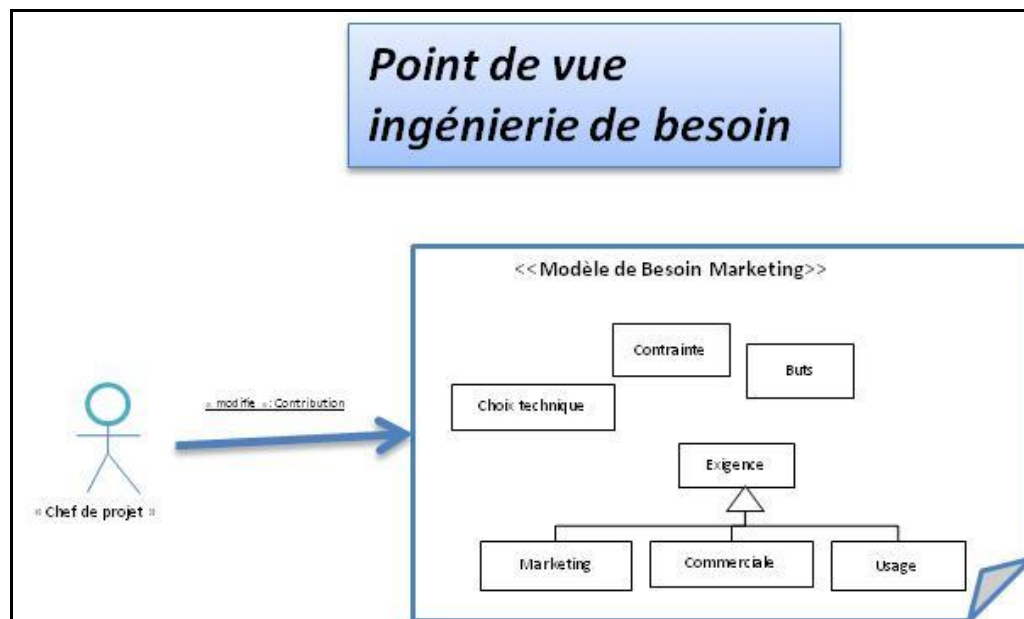 Point de vue
ingénierie de besoin
<<Modèle de Besoin Marketing>>
Contrainte
Buts
Choix technique
« modifie »: Contribution
Exigence
« Chef de projet »
Marketing
Commerciale
Usage